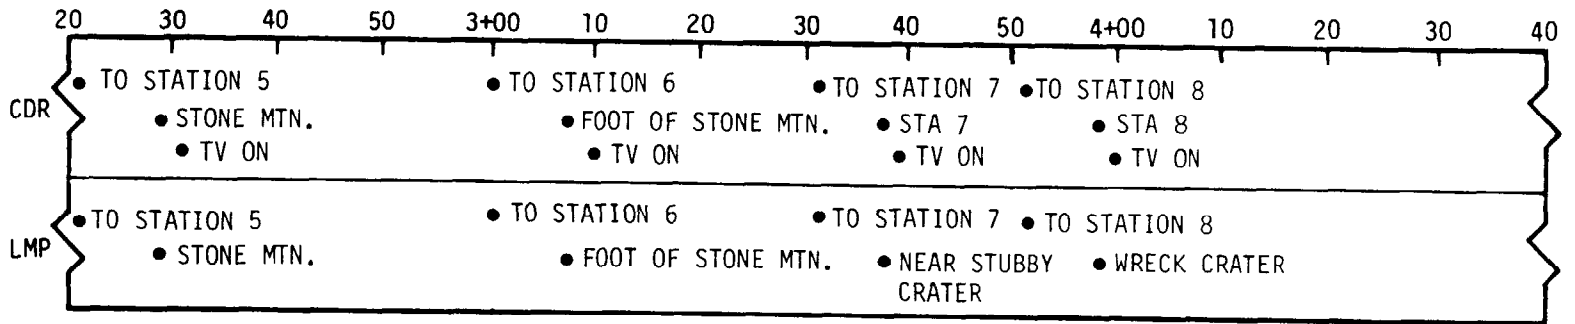 20 30 40 50 3+00 10 20 30 40 50 4+00 10 20 30 40
CDR
TO STATION 5 TO STATION 6 TO STATION 7 TO STATION 8
STONE MTN. FOOT OF STONE MTN. STA 7 STA 8
TV ON TV ON TV ON TV ON
LMP
TO STATION 5 TO STATION 6 TO STATION 7 TO STATION 8
STONE MTN. FOOT OF STONE MTN. NEAR STUBBY WRECK CRATER
CRATER